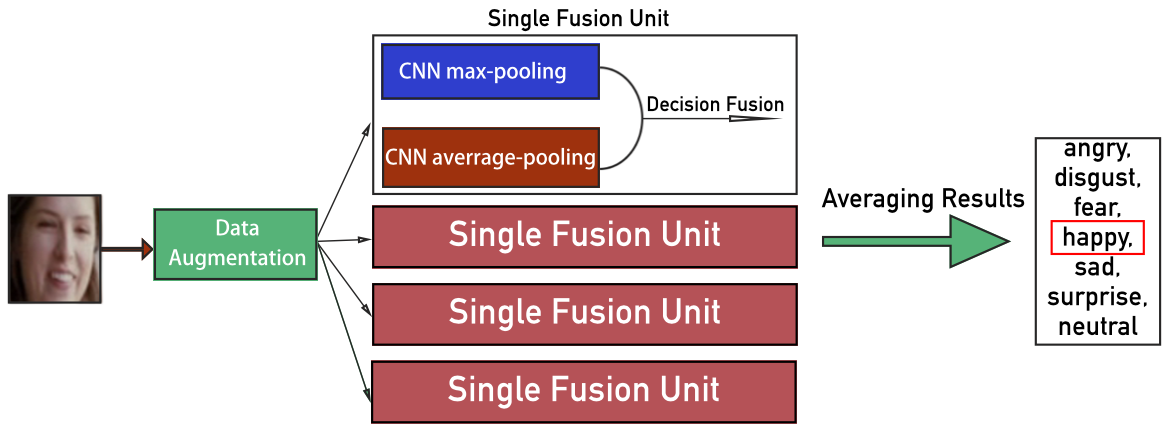 Single Fusion Unit
CNN max-pooling
Decision Fusion
CNN averrage-pooling
Data
Augmentation
Single Fusion Unit
Single Fusion Unit
Single Fusion Unit
Averaging Results
angry,
disgust,
fear,
happy,
sad,
surprise,
neutral